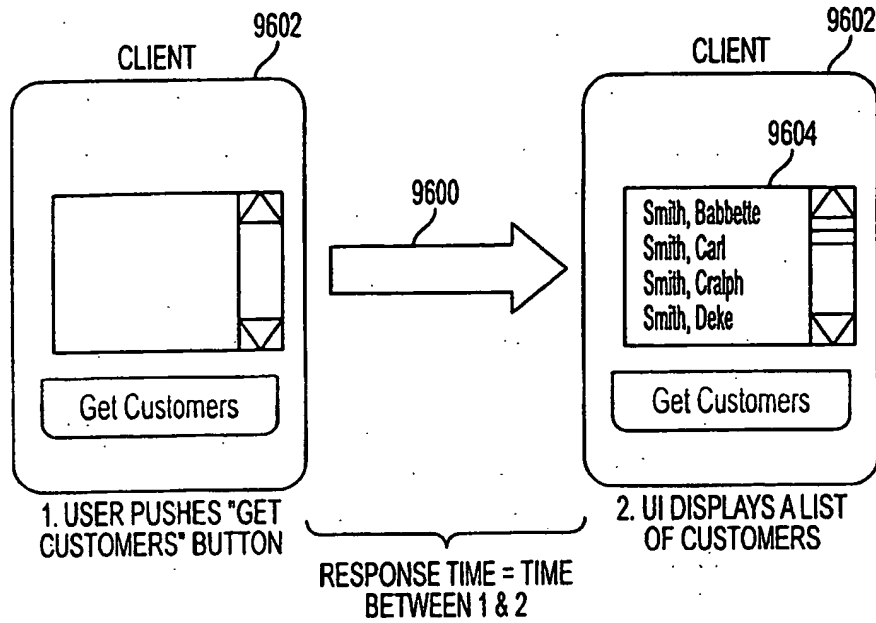 9602
CLIENT
Get Customers
1. USER PUSHES "GET
CUSTOMERS" BUTTON
9600
RESPONSE TIME = TIME
BETWEEN 1 & 2
9602
CLIENT
9604
Smith, Babbette
Smith, Carl
Smith, Cralph
Smith, Deke
Get Customers
2. UI DISPLAYS A LIST
OF CUSTOMERS